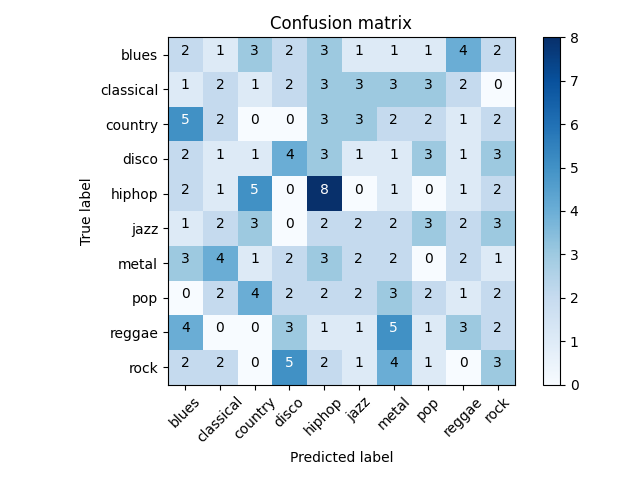 Confusion matrix
True label
blues 2 1 3 2 3 1 1 1 4 2
classical 1 2 1 2 3 3 3 3 2 0
country 5 2 0 0 3 3 2 2 1 2
disco 2 1 1 4 3 1 1 3 1 3
hiphop 2 1 5 0 8 0 1 0 1 2
jazz 1 2 3 0 2 2 2 3 2 3
metal 3 4 1 2 3 2 2 0 2 1
pop 0 2 4 2 2 2 3 2 1 2
reggae 4 0 0 3 1 1 5 1 3 2
rock 2 2 0 5 2 1 4 1 0 3
blues classical country disco hiphop jazz metal pop reggae rock
Predicted label
8
7
6
5
4
3
2
1
0